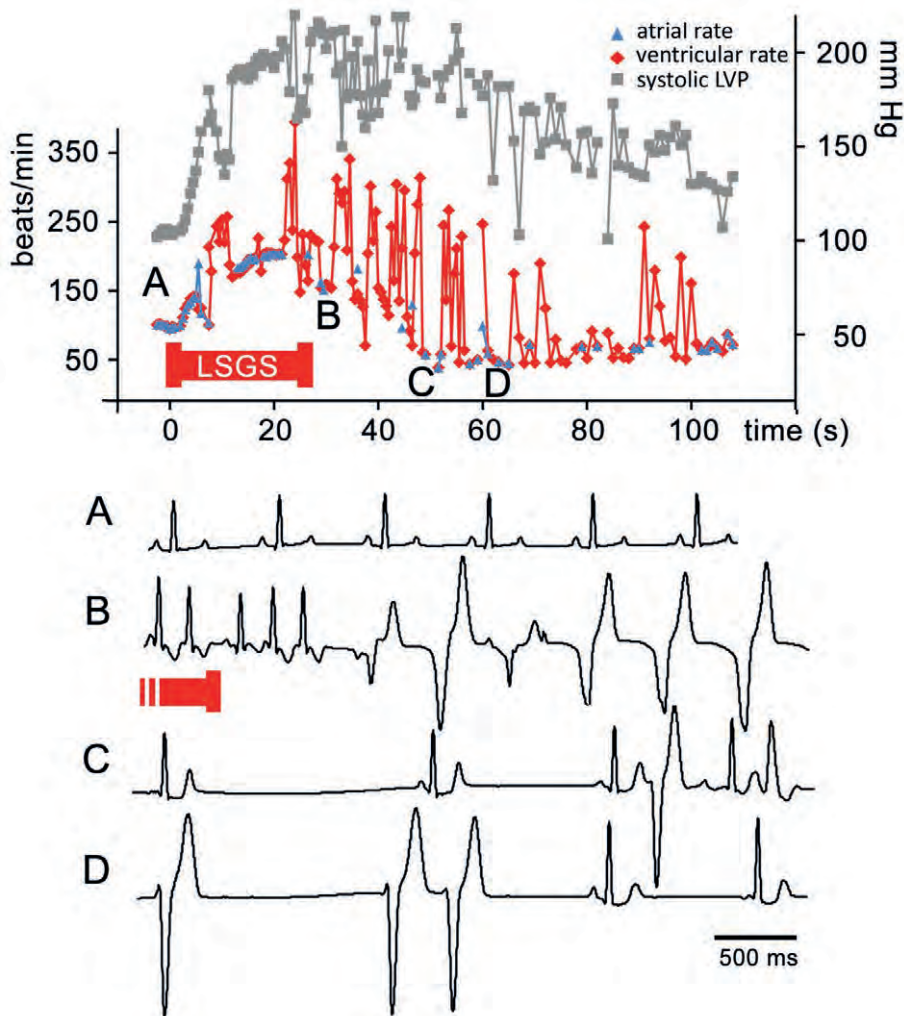 atrial rate
ventricular rate
systolic LVP
beats/min
350
250
150
50
mm Hg
200
150
100
50
A
B
C
D
LSGS
0
20
40
60
80
100
time (s)
A
B
C
D
500 ms